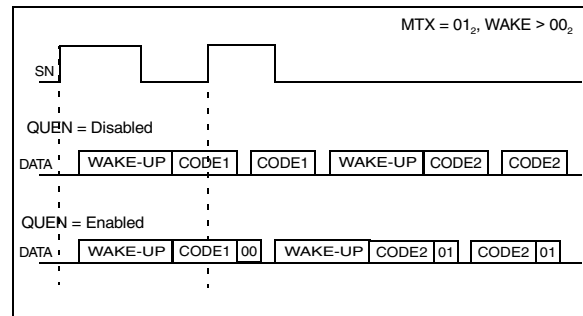 MTX = 01₂, WAKE > 00₂
SN
QUEN = Disabled
DATA WAKE-UP CODE1 CODE1 WAKE-UP CODE2 CODE2
QUEN = Enabled
DATA WAKE-UP CODE1 00 WAKE-UP CODE2 01 CODE2 01